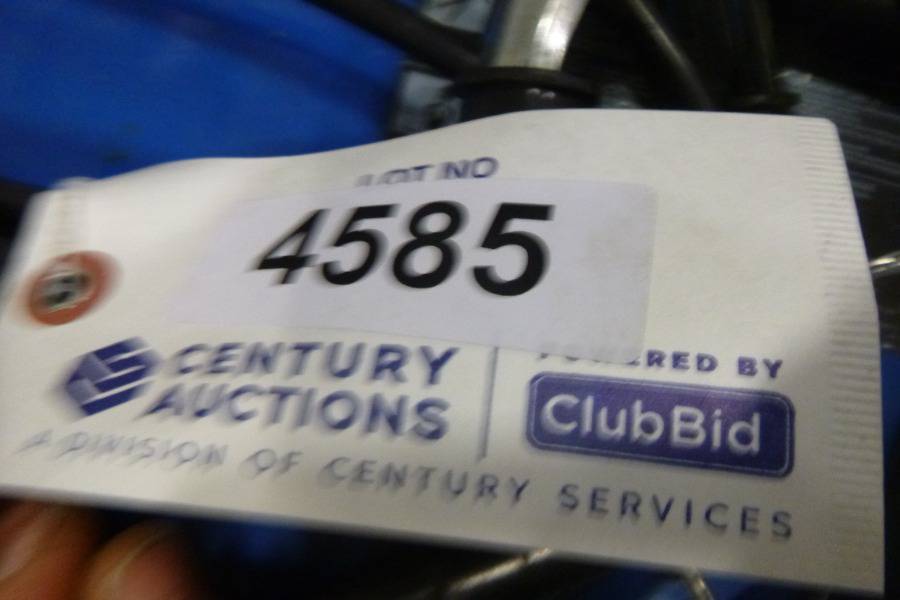 LOT NO
4585
CENTURY
AUCTIONS
A DIVISION OF CENTURY SERVICES
POWERED BY
ClubBid